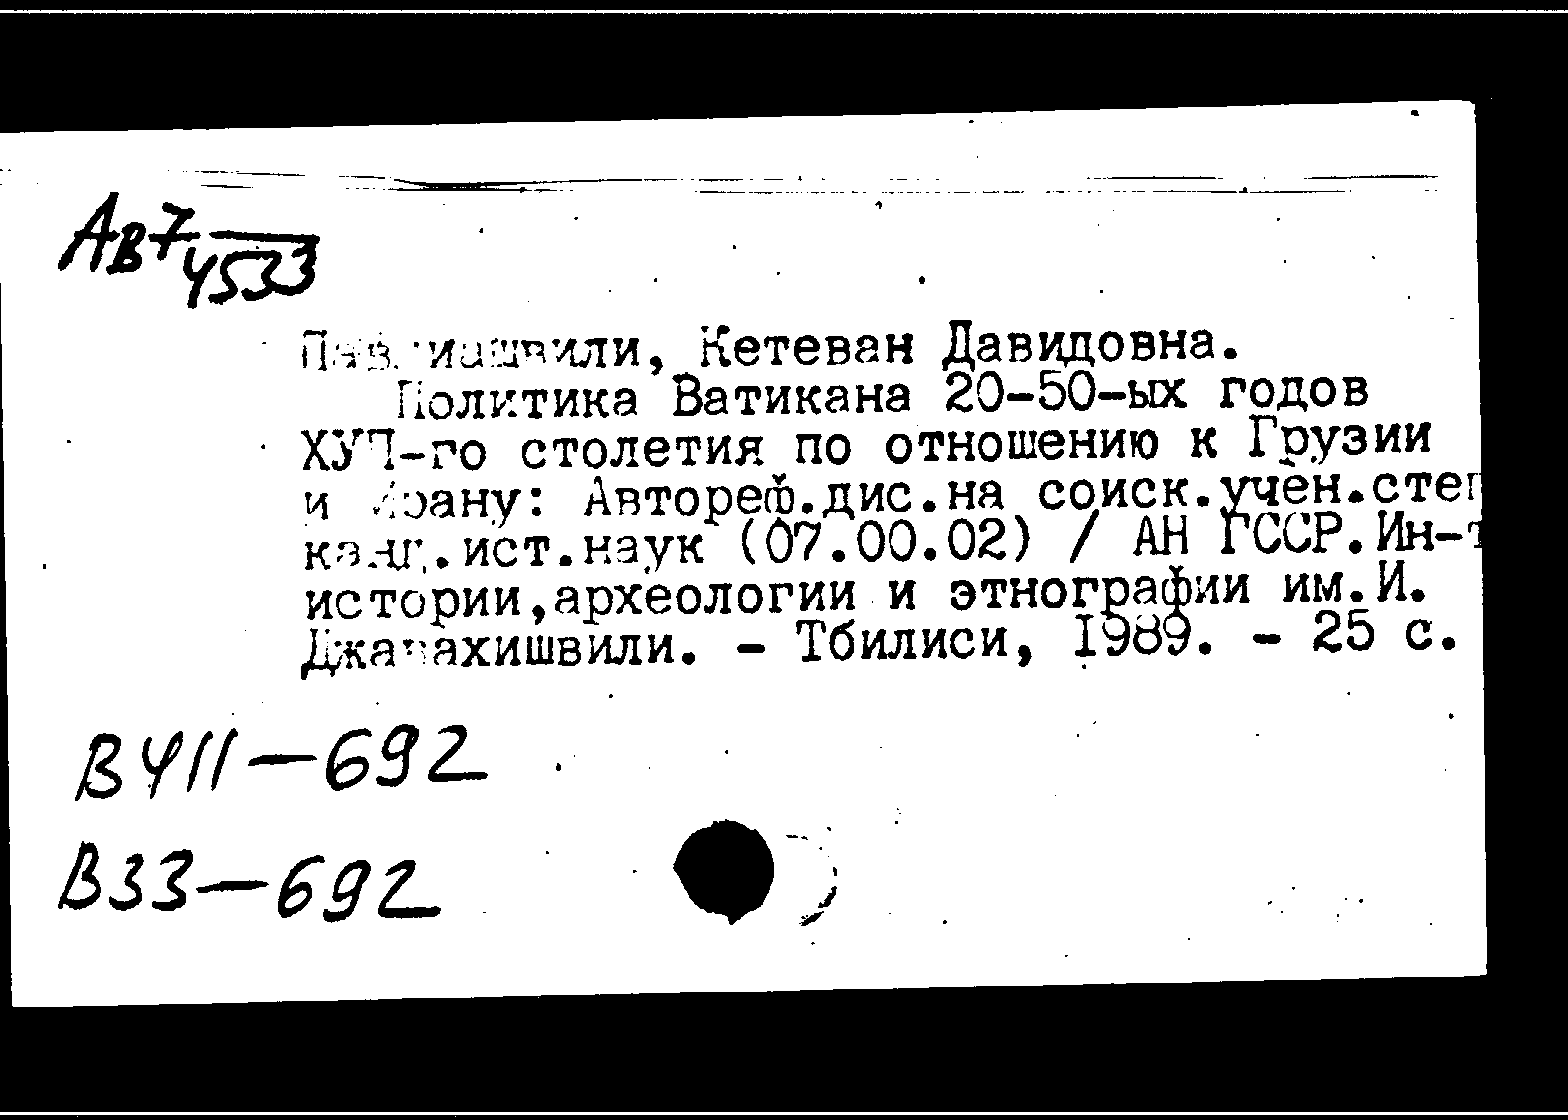 Ав7
4533
Кетеван Давидовна.
Политика Ватикана 20-50-ых годов
ХУП-го столетия по отношению к Грузии
и Ирану: Автореф.дис.на соиск.учен.степ
канд.ист.наук (07.00.02) / АН ГССР.Ин-т
истории,археологии и этнографии им.И.
Джавахишвили. - Тбилиси, 1989. - 25 с.
В411-692
В33-692